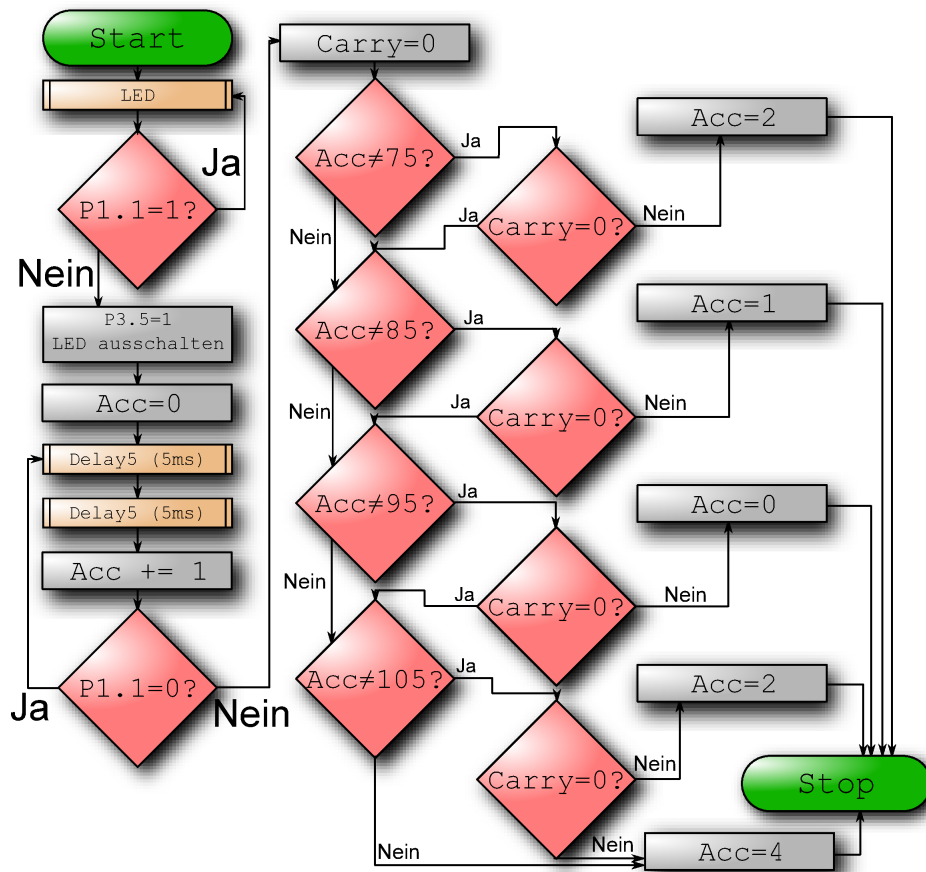 Start
LED
P1.1=1?
Ja
Nein
P3.5=1
LED ausschalten
Acc=0
Delay5 (5ms)
Delay5 (5ms)
Acc += 1
P1.1=0?
Ja
Nein
Carry=0
Acc≠75?
Ja
Nein
Carry=0?
Ja
Nein
Acc=2
Acc≠85?
Ja
Nein
Carry=0?
Ja
Nein
Acc=1
Acc≠95?
Ja
Nein
Carry=0?
Ja
Nein
Acc=0
Acc≠105?
Ja
Nein
Carry=0?
Nein
Acc=2
Nein
Acc=4
Stop